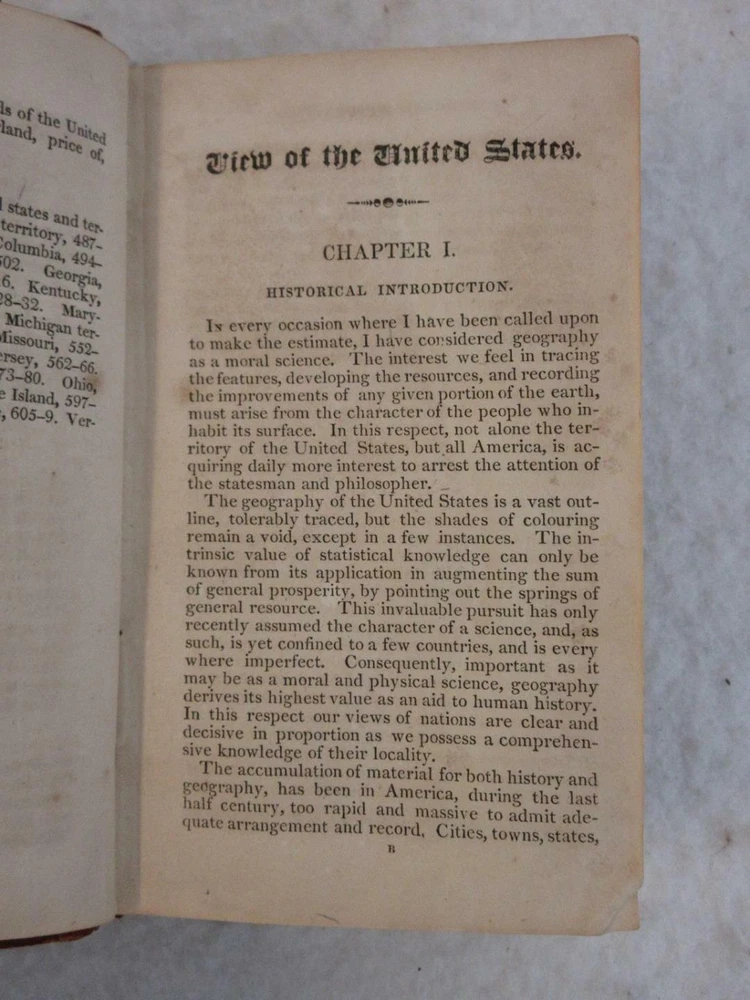 ls of the United
land, price of,
states and ter-
territory, 487-
Columbia, 494-
502. Georgia,
6. Kentucky,
28-32. Mary-
Michigan ter-
Missouri, 552-
ersey, 562-66.
73-80. Ohio,
e Island, 597-
, 605-9. Ver-
View of the United States.
CHAPTER I.
HISTORICAL INTRODUCTION.
In every occasion where I have been called upon
to make the estimate, I have considered geography
as a moral science. The interest we feel in tracing
the features, developing the resources, and recording
the improvements of any given portion of the earth,
must arise from the character of the people who in-
habit its surface. In this respect, not alone the ter-
ritory of the United States, but all America, is ac-
quiring daily more interest to arrest the attention of
the statesman and philosopher.
The geography of the United States is a vast out-
line, tolerably traced, but the shades of colouring
remain a void, except in a few instances. The in-
trinsic value of statistical knowledge can only be
known from its application in augmenting the sum
of general prosperity, by pointing out the springs of
general resource. This invaluable pursuit has only
recently assumed the character of a science, and, as
such, is yet confined to a few countries, and is every
where imperfect. Consequently, important as it
may be as a moral and physical science, geography
derives its highest value as an aid to human history.
In this respect our views of nations are clear and
decisive in proportion as we possess a comprehen-
sive knowledge of their locality.
The accumulation of material for both history and
geography, has been in America, during the last
half century, too rapid and massive to admit ade-
quate arrangement and record. Cities, towns, states,
B